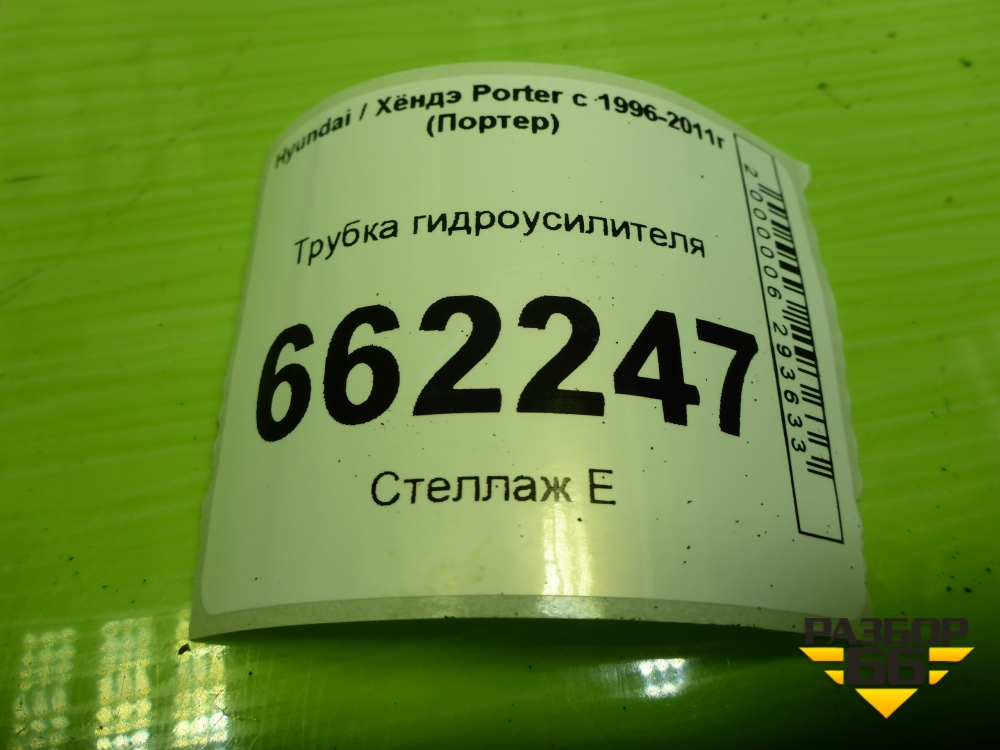 Hyundai / Хёндэ Porter с 1996-2011г
(Портер)
Трубка гидроусилителя
662247
Стеллаж Е
2000006293633
РАЗБОР
66